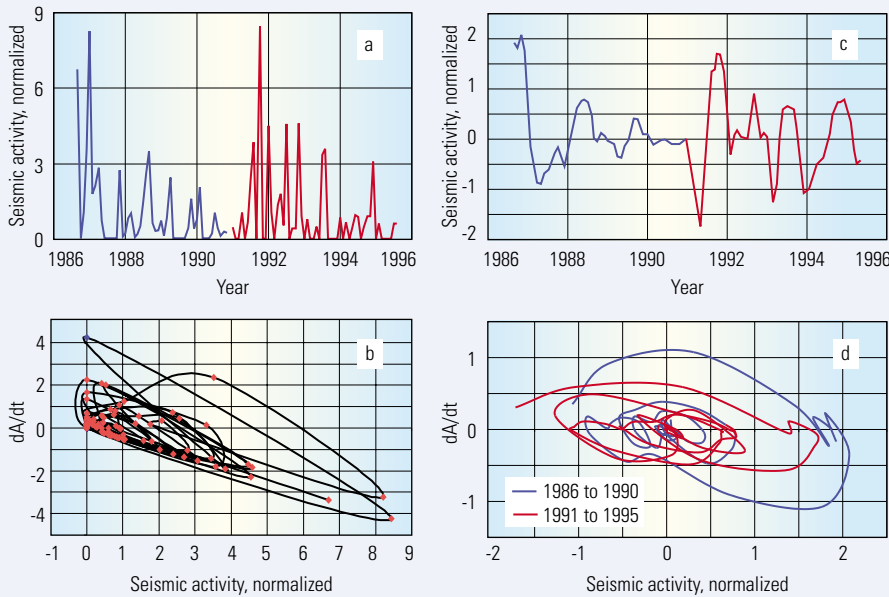 a
Seismic activity, normalized
9
6
3
0
1986 1988 1990 1992 1994 1996
Year
c
Seismic activity, normalized
2
1
0
-1
-2
1986 1988 1990 1992 1994 1996
Year
b
dA/dt
4
2
0
-2
-4
-1 0 1 2 3 4 5 6 7 8 9
Seismic activity, normalized
d
dA/dt
1
0
-1
1986 to 1990
1991 to 1995
-2 -1 0 1 2
Seismic activity, normalized